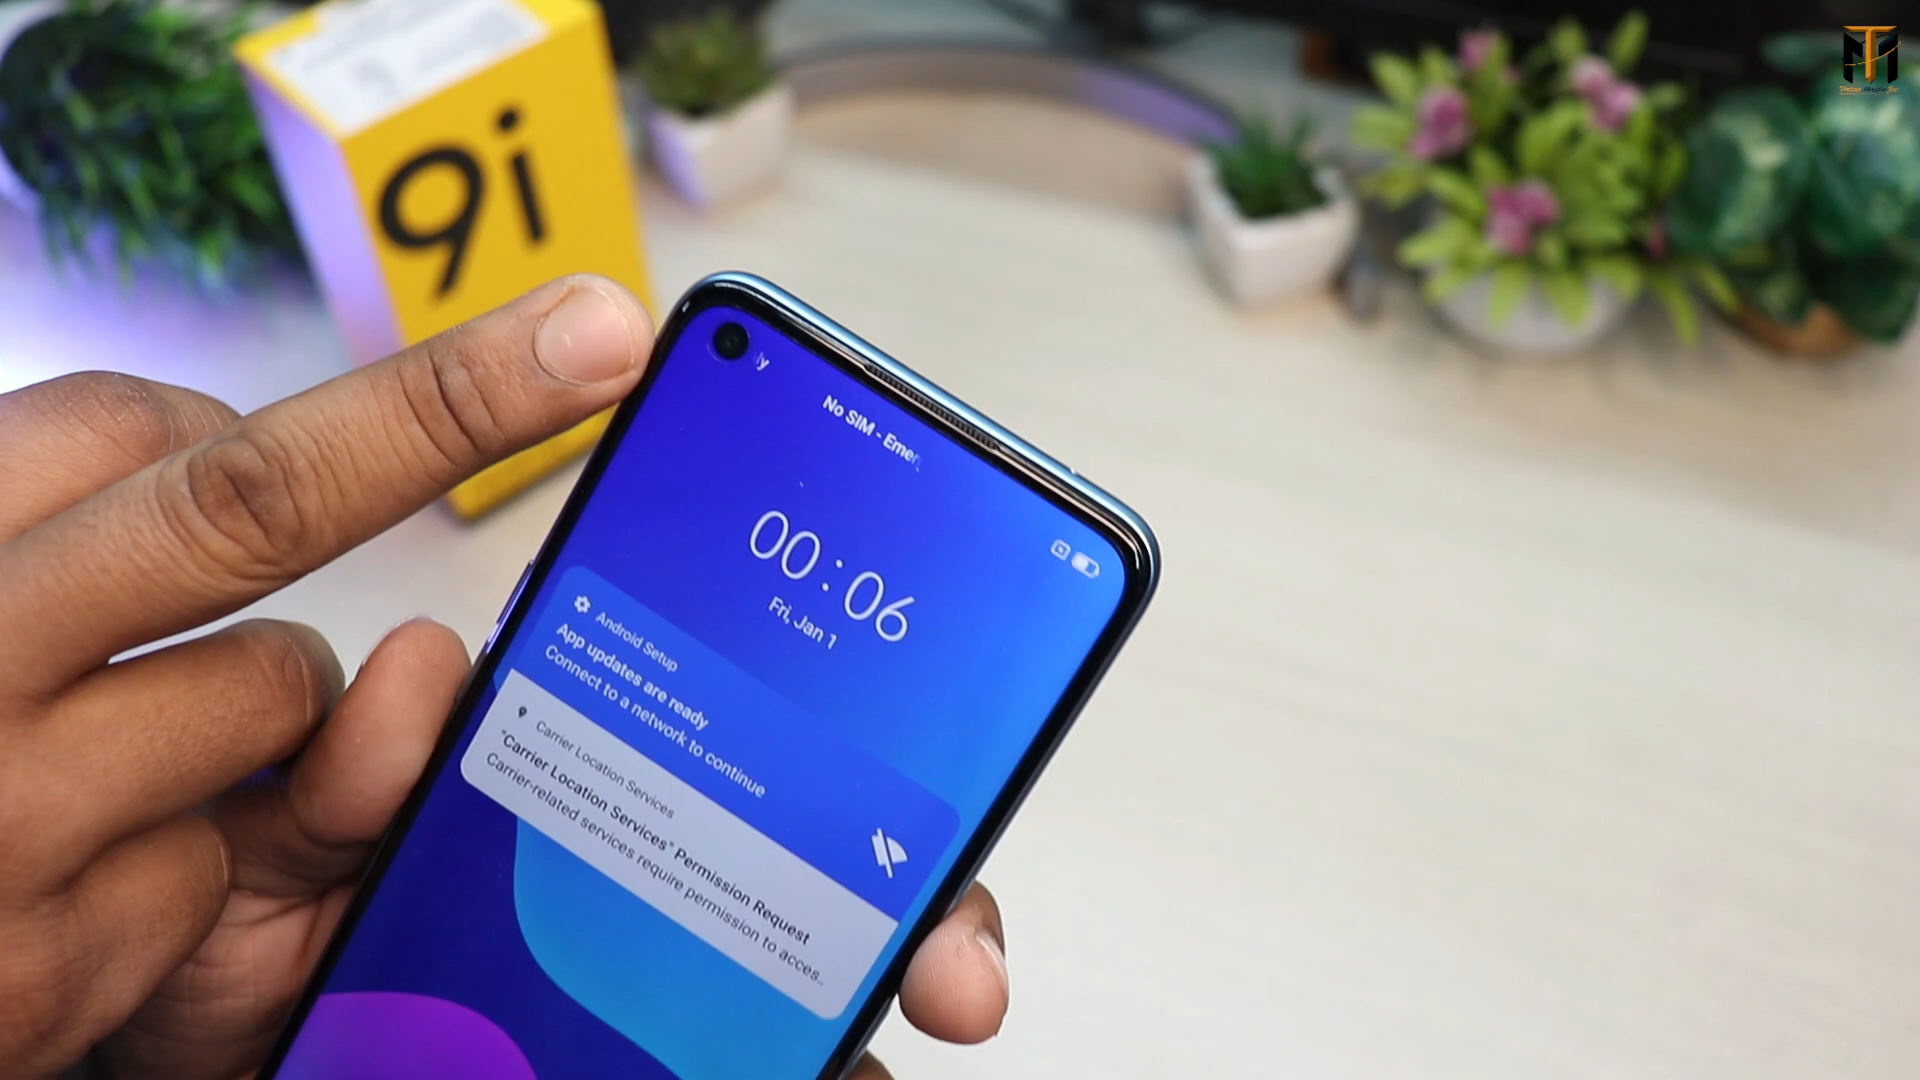 9i
ly
No SIM - Emer
00:06
Fri, Jan 1
Android Setup
App updates are ready
Connect to a network to continue
Carrier Location Services
"Carrier Location Services" Permission Request
Carrier-related services require permission to acces..